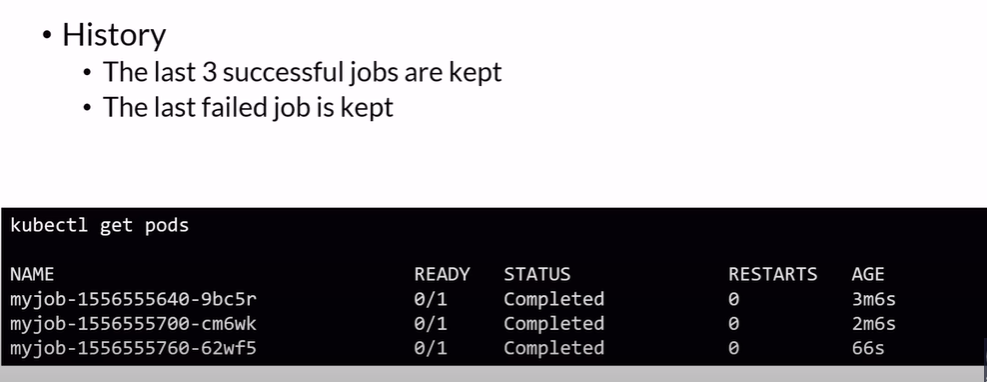 • History
• The last 3 successful jobs are kept
• The last failed job is kept
kubectl get pods
NAME READY STATUS RESTARTS AGE
myjob-1556555640-9bc5r 0/1 Completed 0 3m6s
myjob-1556555700-cm6wk 0/1 Completed 0 2m6s
myjob-1556555760-62wf5 0/1 Completed 0 66s